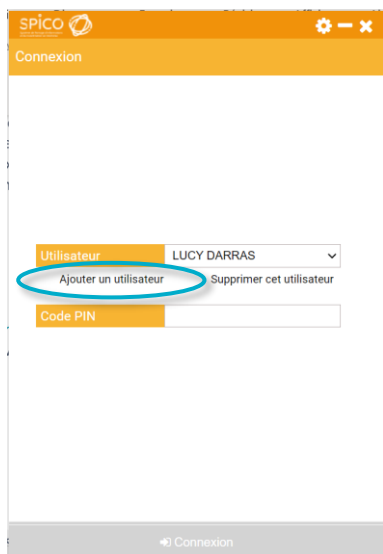 SPiCO
Connexion
Utilisateur LUCY DARRAS
Ajouter un utilisateur Supprimer cet utilisateur
Code PIN
Connexion